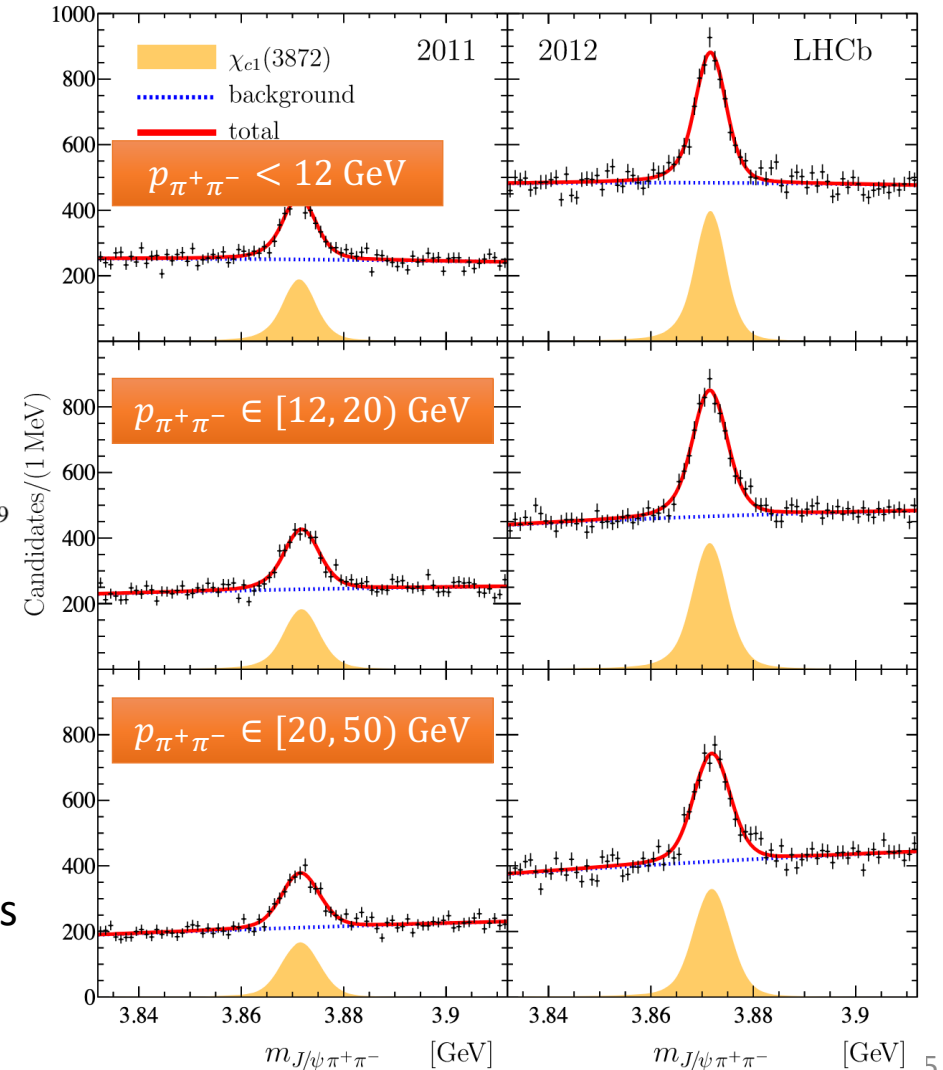 1000
800
600
400
200
χc1(3872)
background
total
2011
2012
LHCb
pπ+π− < 12 GeV
800
600
400
200
pπ+π− ∈ [12, 20) GeV
9
Candidates/(1 MeV)
800
600
400
200
0
pπ+π− ∈ [20, 50) GeV
s
3.84 3.86 3.88 3.9
3.84 3.86 3.88 3.9
mJ/ψ π+π− [GeV]
mJ/ψ π+π− [GeV]
5